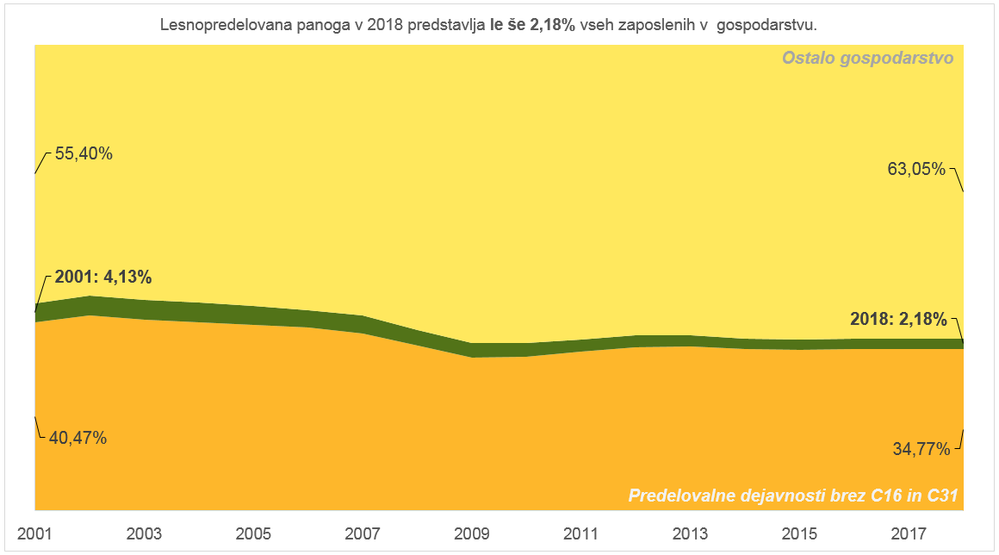 Lesnopredelovana panoga v 2018 predstavlja le še 2,18% vseh zaposlenih v gospodarstvu.
Ostalo gospodarstvo
55,40%
63,05%
2001: 4,13%
2018: 2,18%
40,47%
34,77%
Predelovalne dejavnosti brez C16 in C31
2001 2003 2005 2007 2009 2011 2013 2015 2017